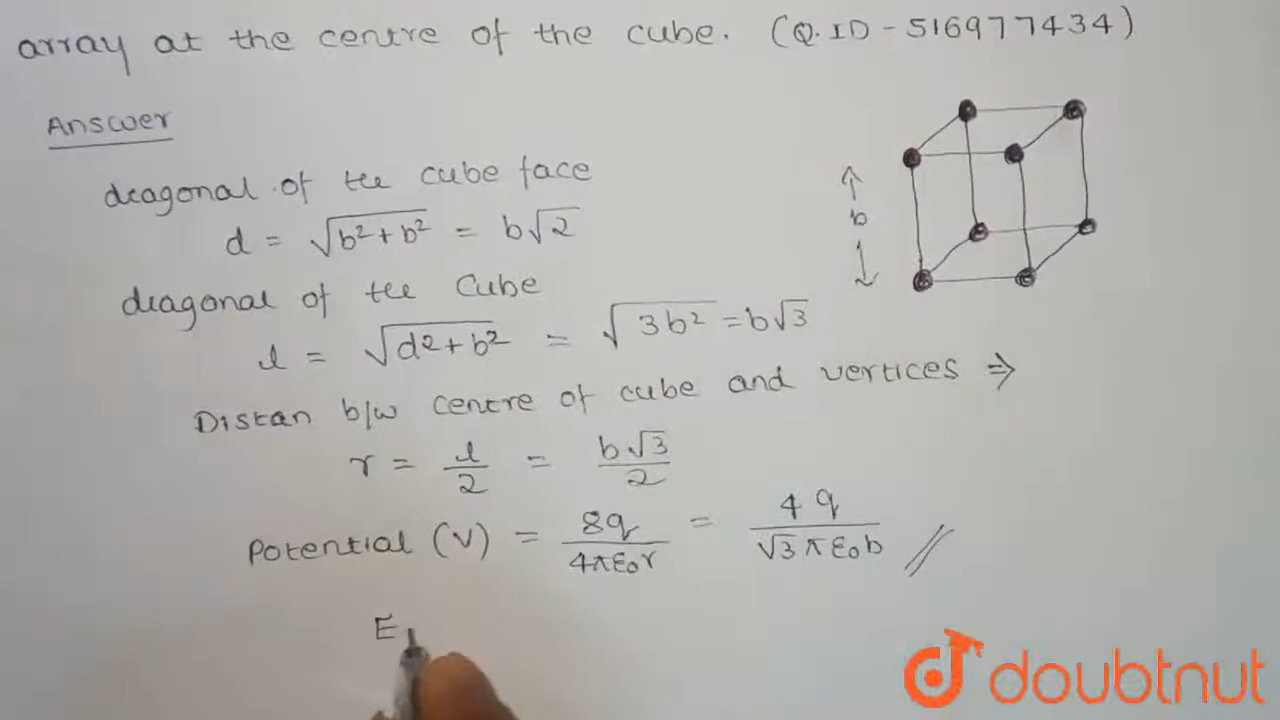 array at the centre of the cube. (Q.ID - 516977434)
Answer
diagonal of the cube face
d = √b²+b² = b√2
diagonal of the Cube
l = √d²+b² = √3b² = b√3
b
Distan b/w centre of cube and vertices ⇒
r = l/2 = b√3/2
Potential (V) = 8q/4πε₀r = 4q/√3πε₀b //
E
doubtnut